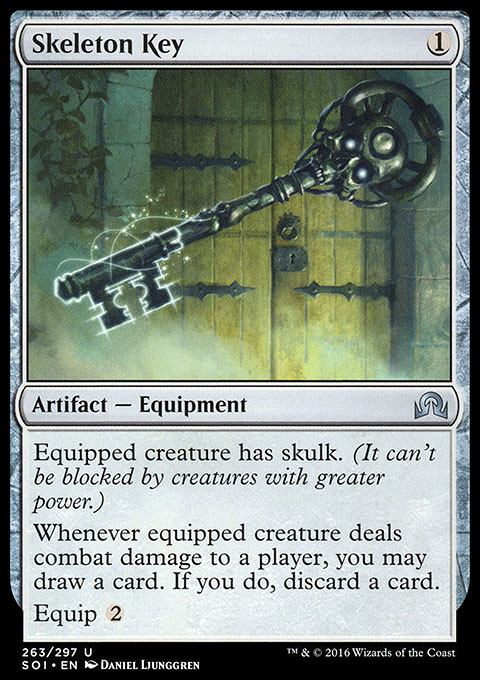 Skeleton Key 1
Artifact — Equipment
Equipped creature has skulk. (It can't
be blocked by creatures with greater
power.)
Whenever equipped creature deals
combat damage to a player, you may
draw a card. If you do, discard a card.
Equip 2
263/297 U
SOI • EN Daniel Ljunggren
™ & © 2016 Wizards of the Coast